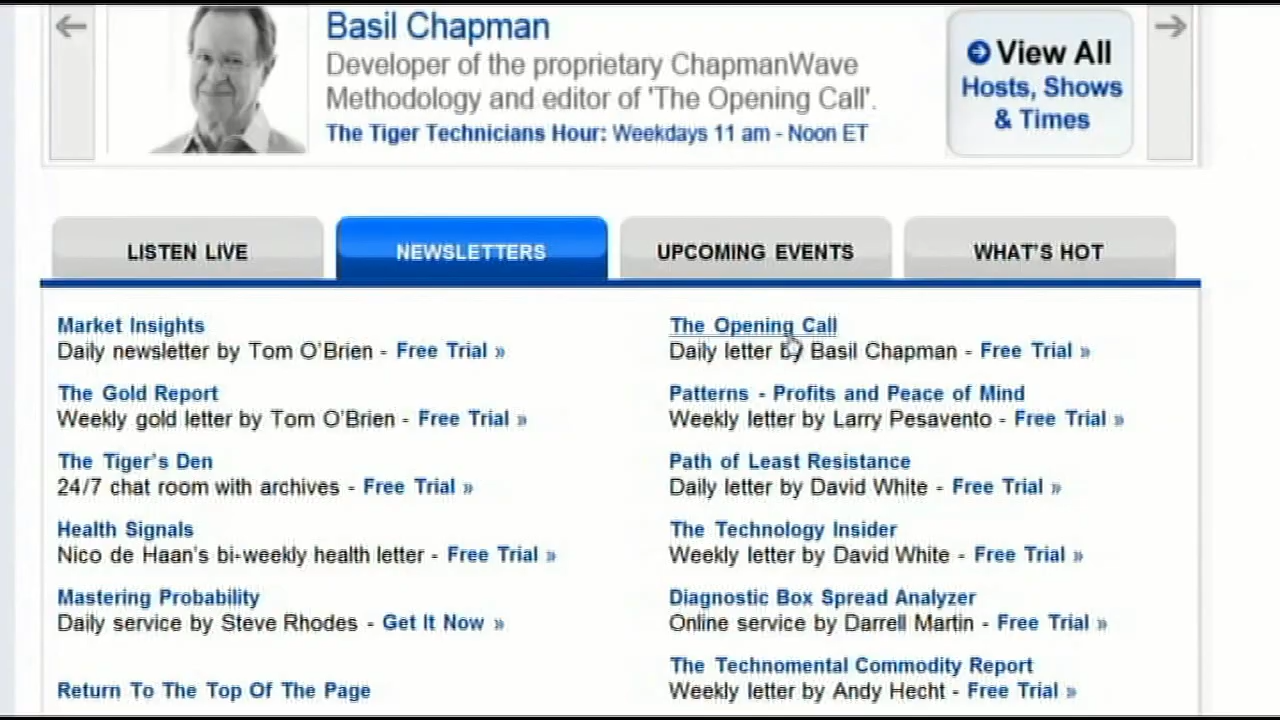 Basil Chapman
Developer of the proprietary ChapmanWave
Methodology and editor of 'The Opening Call'.
The Tiger Technicians Hour: Weekdays 11 am - Noon ET
View All
Hosts, Shows
& Times
LISTEN LIVE
NEWSLETTERS
UPCOMING EVENTS
WHAT'S HOT
Market Insights
Daily newsletter by Tom O'Brien - Free Trial »
The Gold Report
Weekly gold letter by Tom O'Brien - Free Trial »
The Tiger's Den
24/7 chat room with archives - Free Trial »
Health Signals
Nico de Haan's bi-weekly health letter - Free Trial »
Mastering Probability
Daily service by Steve Rhodes - Get It Now »
Return To The Top Of The Page
The Opening Call
Daily letter by Basil Chapman - Free Trial »
Patterns - Profits and Peace of Mind
Weekly letter by Larry Pesavento - Free Trial »
Path of Least Resistance
Daily letter by David White - Free Trial »
The Technology Insider
Weekly letter by David White - Free Trial »
Diagnostic Box Spread Analyzer
Online service by Darrell Martin - Free Trial »
The Technomental Commodity Report
Weekly letter by Andy Hecht - Free Trial »